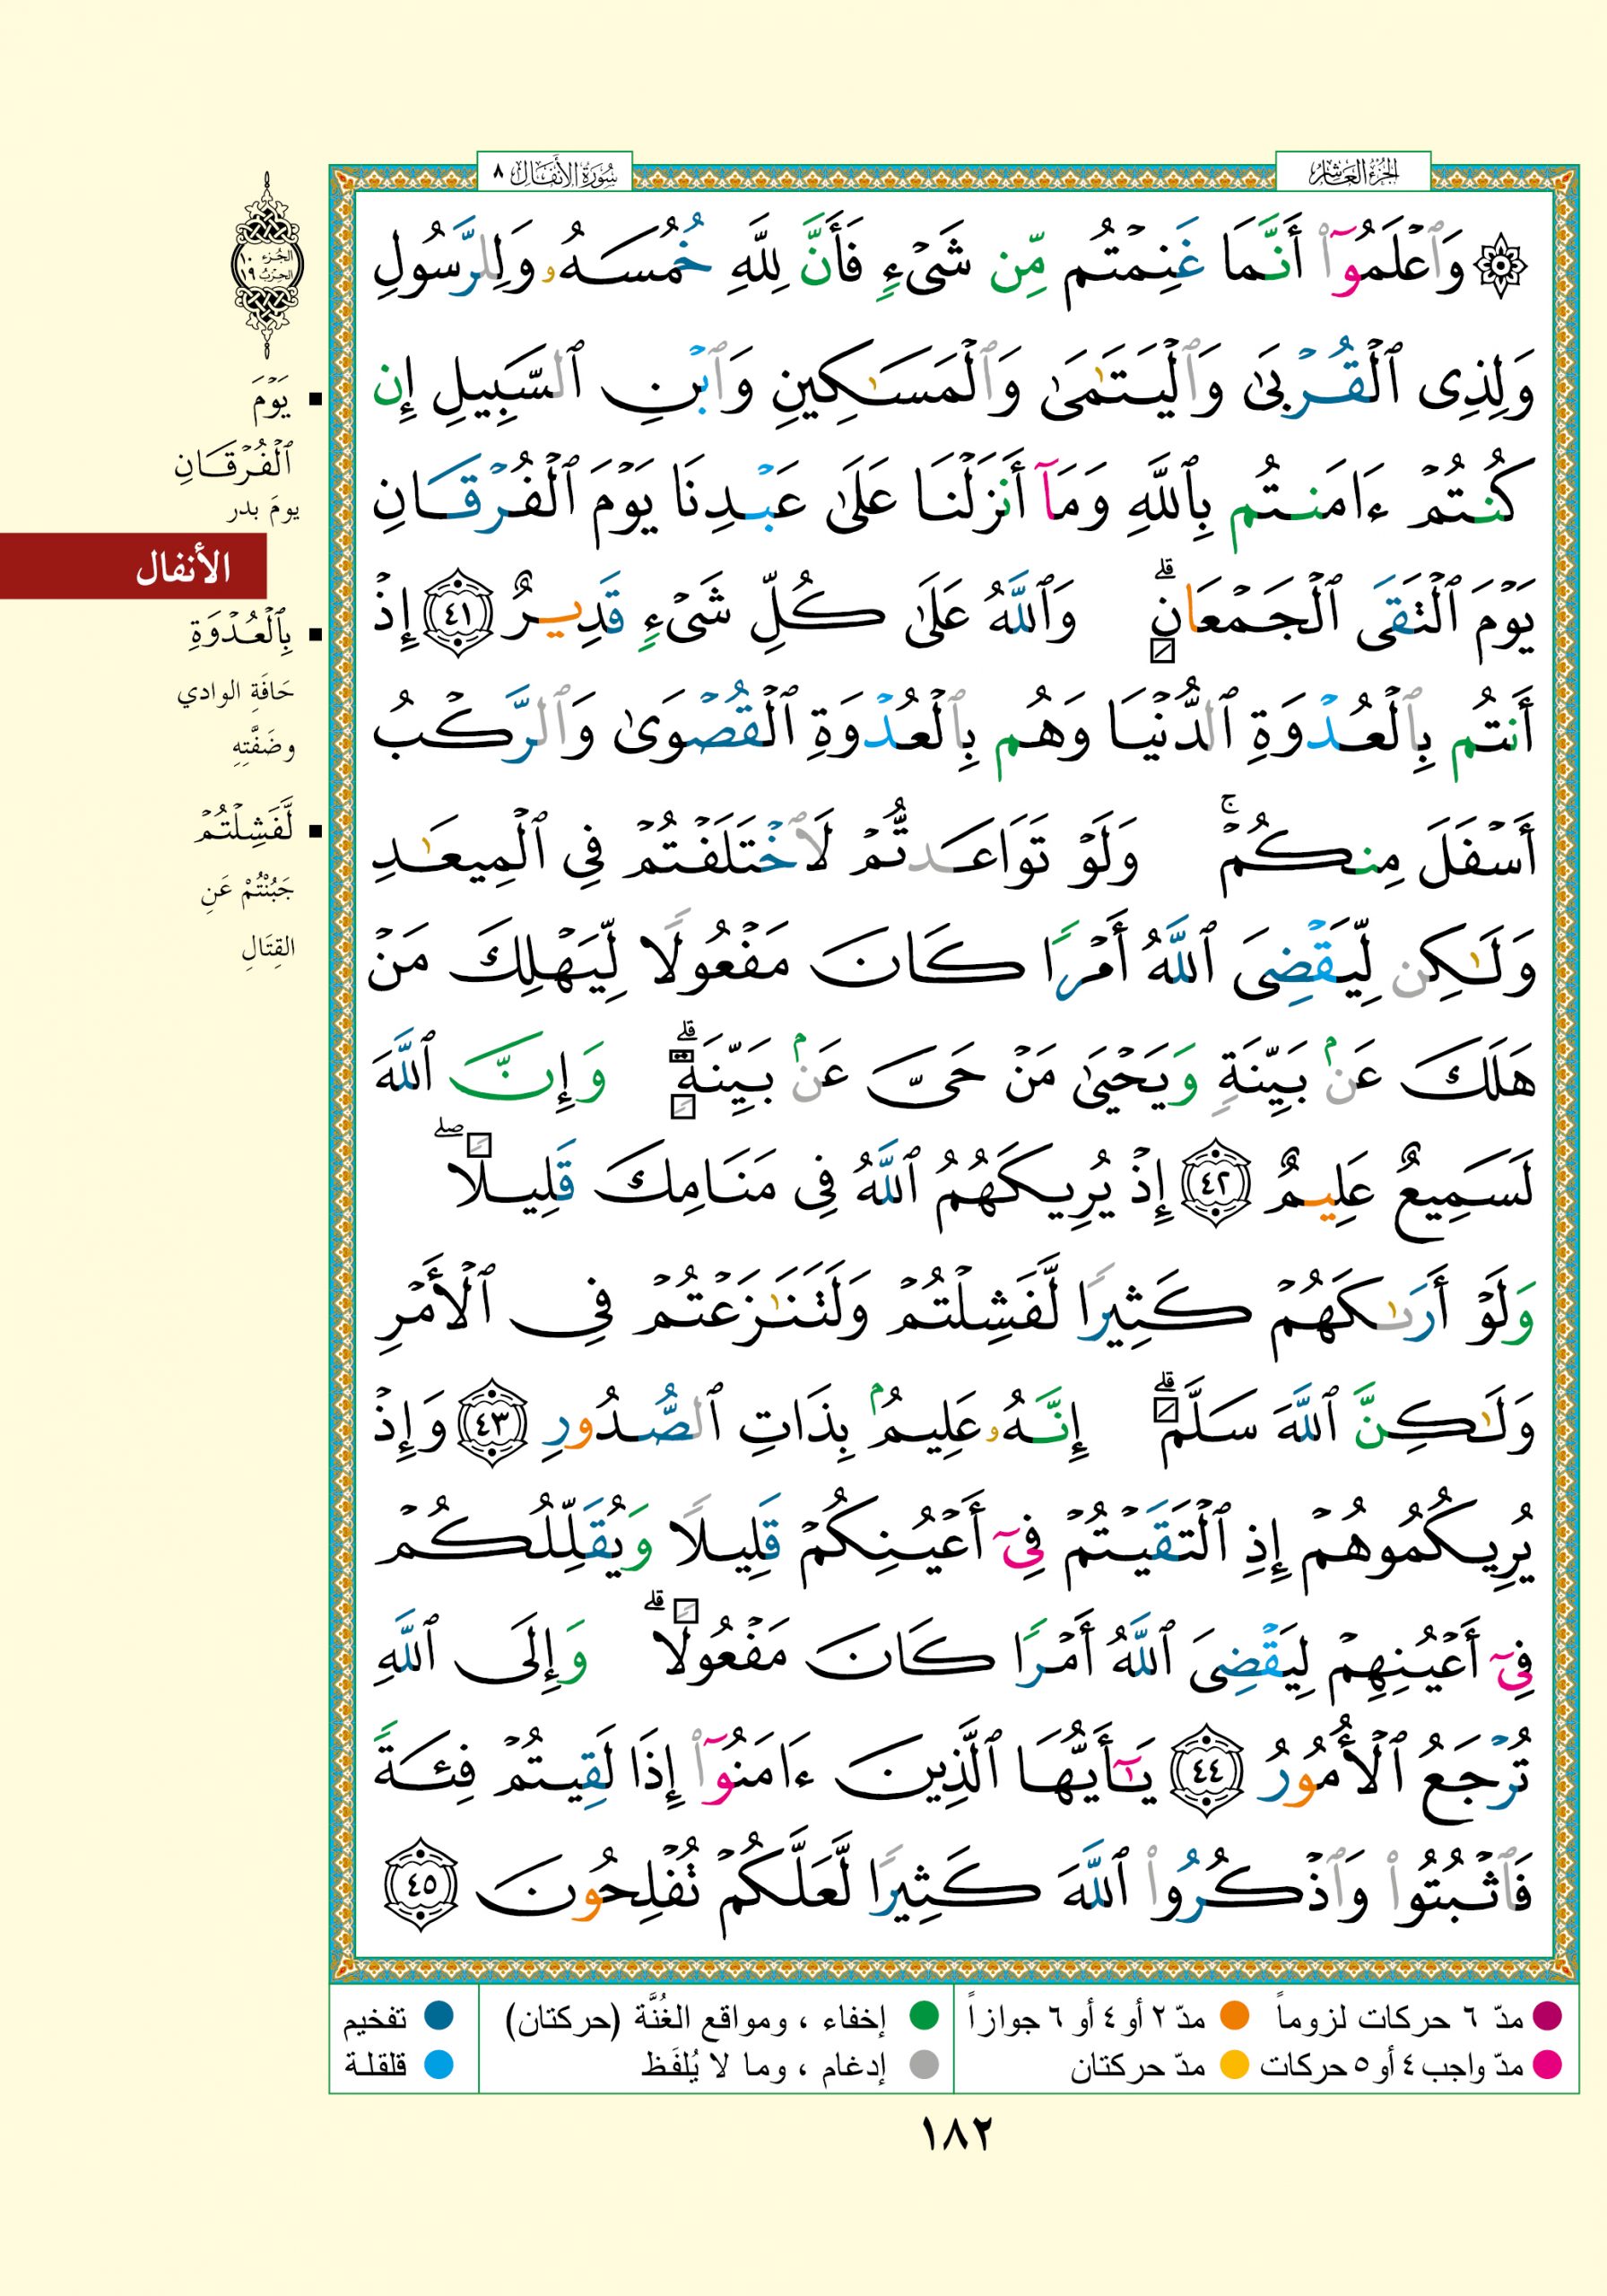 الجزء العاشر
سورة الأنفال ٨
۞ وَٱعۡلَمُوٓاْ أَنَّمَا غَنِمۡتُم مِّن شَىۡءٖ فَأَنَّ لِلَّهِ خُمُسَهُۥ وَلِلرَّسُولِ
وَلِذِى ٱلۡقُرۡبَىٰ وَٱلۡيَتَـٰمَىٰ وَٱلۡمَسَـٰكِينِ وَٱبۡنِ ٱلسَّبِيلِ إِن
كُنتُمۡ ءَامَنتُم بِٱللَّهِ وَمَآ أَنزَلۡنَا عَلَىٰ عَبۡدِنَا يَوۡمَ ٱلۡفُرۡقَانِ
يَوۡمَ ٱلۡتَقَى ٱلۡجَمۡعَانِۗ وَٱللَّهُ عَلَىٰ كُلِّ شَىۡءٖ قَدِيرٌ ٤١ إِذۡ
أَنتُم بِٱلۡعُدۡوَةِ ٱلدُّنۡيَا وَهُم بِٱلۡعُدۡوَةِ ٱلۡقُصۡوَىٰ وَٱلرَّكۡبُ
أَسۡفَلَ مِنكُمۡۚ وَلَوۡ تَوَاعَدتُّمۡ لَٱخۡتَلَفۡتُمۡ فِى ٱلۡمِيعَـٰدِ
وَلَـٰكِن لِّيَقۡضِىَ ٱللَّهُ أَمۡرٗا كَانَ مَفۡعُولٗا لِّيَهۡلِكَ مَنۡ
هَلَكَ عَنۢ بَيِّنَةٖ وَيَحۡيَىٰ مَنۡ حَىَّ عَنۢ بَيِّنَةٖۗ وَإِنَّ ٱللَّهَ
لَسَمِيعٌ عَلِيمٌ ٤٢ إِذۡ يُرِيكَهُمُ ٱللَّهُ فِى مَنَامِكَ قَلِيلٗاۖ
وَلَوۡ أَرَىٰكَهُمۡ كَثِيرٗا لَّفَشِلۡتُمۡ وَلَتَنَـٰزَعۡتُمۡ فِى ٱلۡأَمۡرِ
وَلَـٰكِنَّ ٱللَّهَ سَلَّمَۗ إِنَّهُۥ عَلِيمُۢ بِذَاتِ ٱلصُّدُورِ ٤٣ وَإِذۡ
يُرِيكُمُوهُمۡ إِذِ ٱلۡتَقَيۡتُمۡ فِىٓ أَعۡيُنِكُمۡ قَلِيلٗا وَيُقَلِّلُكُمۡ
فِىٓ أَعۡيُنِهِمۡ لِيَقۡضِىَ ٱللَّهُ أَمۡرٗا كَانَ مَفۡعُولٗاۗ وَإِلَى ٱللَّهِ
تُرۡجَعُ ٱلۡأُمُورُ ٤٤ يَـٰٓأَيُّهَا ٱلَّذِينَ ءَامَنُوٓاْ إِذَا لَقِيتُمۡ فِئَةٗ
فَٱثۡبُتُواْ وَٱذۡكُرُواْ ٱللَّهَ كَثِيرٗا لَّعَلَّكُمۡ تُفۡلِحُونَ ٤٥
الجزء ١٠
الحزب ١٩
يَوۡمَ
ٱلۡفُرۡقَانِ
يومَ بدر
الأنفال
بِٱلۡعُدۡوَةِ
حَافَةِ الوادي
وضَفَّتِهِ
لَّفَشِلۡتُمۡ
جَبُنْتُمْ عَنِ
القِتَالِ
مدّ ٦ حركات لزوماً مدّ ٢ أو ٤ أو ٦ جوازاً إخفاء ، ومواقع الغُنَّة (حركتان) تفخيم
مدّ واجب ٤ أو ٥ حركات مدّ حركتان إدغام ، وما لا يُلفَظ قلقلة
١٨٢